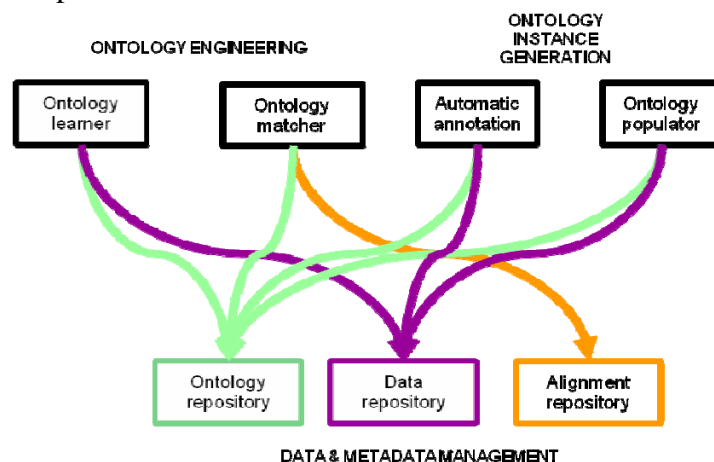 ONTOLOGY ENGINEERING
ONTOLOGY
INSTANCE
GENERATION
Ontology
learner
Ontology
matcher
Automatic
annotation
Ontology
populator
Ontology
repository
Data
repository
Alignment
repository
DATA & METADATA MANAGEMENT